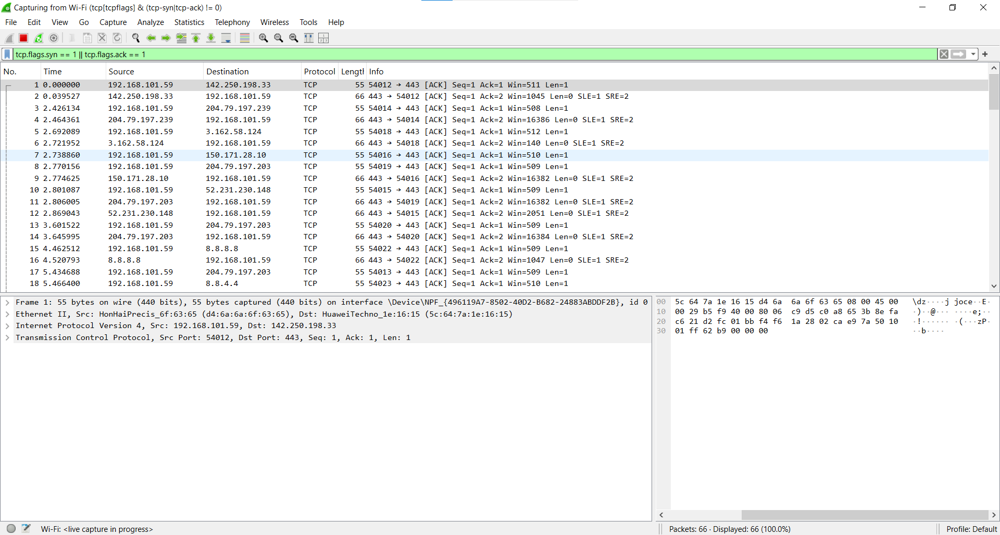 Capturing from Wi-Fi (tcp[tcpflags] & (tcp-syn|tcp-ack) != 0)
File Edit View Go Capture Analyze Statistics Telephony Wireless Tools Help
tcp.flags.syn == 1 || tcp.flags.ack == 1
No. Time Source Destination Protocol Length Info
1 0.000000 192.168.101.59 142.250.198.33 TCP 55 54012 → 443 [ACK] Seq=1 Ack=1 Win=511 Len=1
2 0.039527 142.250.198.33 192.168.101.59 TCP 66 443 → 54012 [ACK] Seq=1 Ack=2 Win=1045 Len=0 SLE=1 SRE=2
3 2.426134 192.168.101.59 204.79.197.239 TCP 55 54014 → 443 [ACK] Seq=1 Ack=1 Win=508 Len=1
4 2.464361 204.79.197.239 192.168.101.59 TCP 66 443 → 54014 [ACK] Seq=1 Ack=2 Win=16386 Len=0 SLE=1 SRE=2
5 2.692089 192.168.101.59 3.162.58.124 TCP 55 54018 → 443 [ACK] Seq=1 Ack=1 Win=512 Len=1
6 2.721952 3.162.58.124 192.168.101.59 TCP 66 443 → 54018 [ACK] Seq=1 Ack=2 Win=140 Len=0 SLE=1 SRE=2
7 2.738860 192.168.101.59 150.171.28.10 TCP 55 54016 → 443 [ACK] Seq=1 Ack=1 Win=510 Len=1
8 2.770156 192.168.101.59 204.79.197.203 TCP 55 54019 → 443 [ACK] Seq=1 Ack=1 Win=509 Len=1
9 2.774625 150.171.28.10 192.168.101.59 TCP 66 443 → 54016 [ACK] Seq=1 Ack=2 Win=16382 Len=0 SLE=1 SRE=2
10 2.801087 192.168.101.59 52.231.230.148 TCP 55 54015 → 443 [ACK] Seq=1 Ack=1 Win=509 Len=1
11 2.806005 204.79.197.203 192.168.101.59 TCP 66 443 → 54019 [ACK] Seq=1 Ack=2 Win=16382 Len=0 SLE=1 SRE=2
12 2.869043 52.231.230.148 192.168.101.59 TCP 66 443 → 54015 [ACK] Seq=1 Ack=2 Win=2051 Len=0 SLE=1 SRE=2
13 3.601522 192.168.101.59 204.79.197.203 TCP 55 54020 → 443 [ACK] Seq=1 Ack=1 Win=509 Len=1
14 3.645995 204.79.197.203 192.168.101.59 TCP 66 443 → 54020 [ACK] Seq=1 Ack=2 Win=16384 Len=0 SLE=1 SRE=2
15 4.462512 192.168.101.59 8.8.8.8 TCP 55 54022 → 443 [ACK] Seq=1 Ack=1 Win=509 Len=1
16 4.520793 8.8.8.8 192.168.101.59 TCP 66 443 → 54022 [ACK] Seq=1 Ack=2 Win=1047 Len=0 SLE=1 SRE=2
17 5.434688 192.168.101.59 204.79.197.203 TCP 55 54013 → 443 [ACK] Seq=1 Ack=1 Win=509 Len=1
18 5.466400 192.168.101.59 8.8.4.4 TCP 55 54023 → 443 [ACK] Seq=1 Ack=1 Win=510 Len=1
Frame 1: 55 bytes on wire (440 bits), 55 bytes captured (440 bits) on interface \Device\NPF_{496119A7-8502-40D2-B682-24883ABDDF2B}, id 0
Ethernet II, Src: HonHaiPrecis_6f:63:65 (d4:6a:6a:6f:63:65), Dst: HuaweiTechno_1e:16:15 (5c:64:7a:1e:16:15)
Internet Protocol Version 4, Src: 192.168.101.59, Dst: 142.250.198.33
Transmission Control Protocol, Src Port: 54012, Dst Port: 443, Seq: 1, Ack: 1, Len: 1
00 5c 64 7a 1e 16 15 d4 6a 6a 6f 63 65 08 00 45 00 \dz····j joce··E·
10 00 29 b5 f9 40 00 80 06 c9 d5 c0 a8 65 3b 8e fa ·)··@··· ····e;··
20 c6 21 d2 fc 01 bb f4 f6 1a 28 02 ca e9 7a 50 10 ·!······ ·(···zP·
30 01 ff 62 b9 00 00 00 ··b····
Wi-Fi: <live capture in progress> Packets: 66 · Displayed: 66 (100.0%) Profile: Default